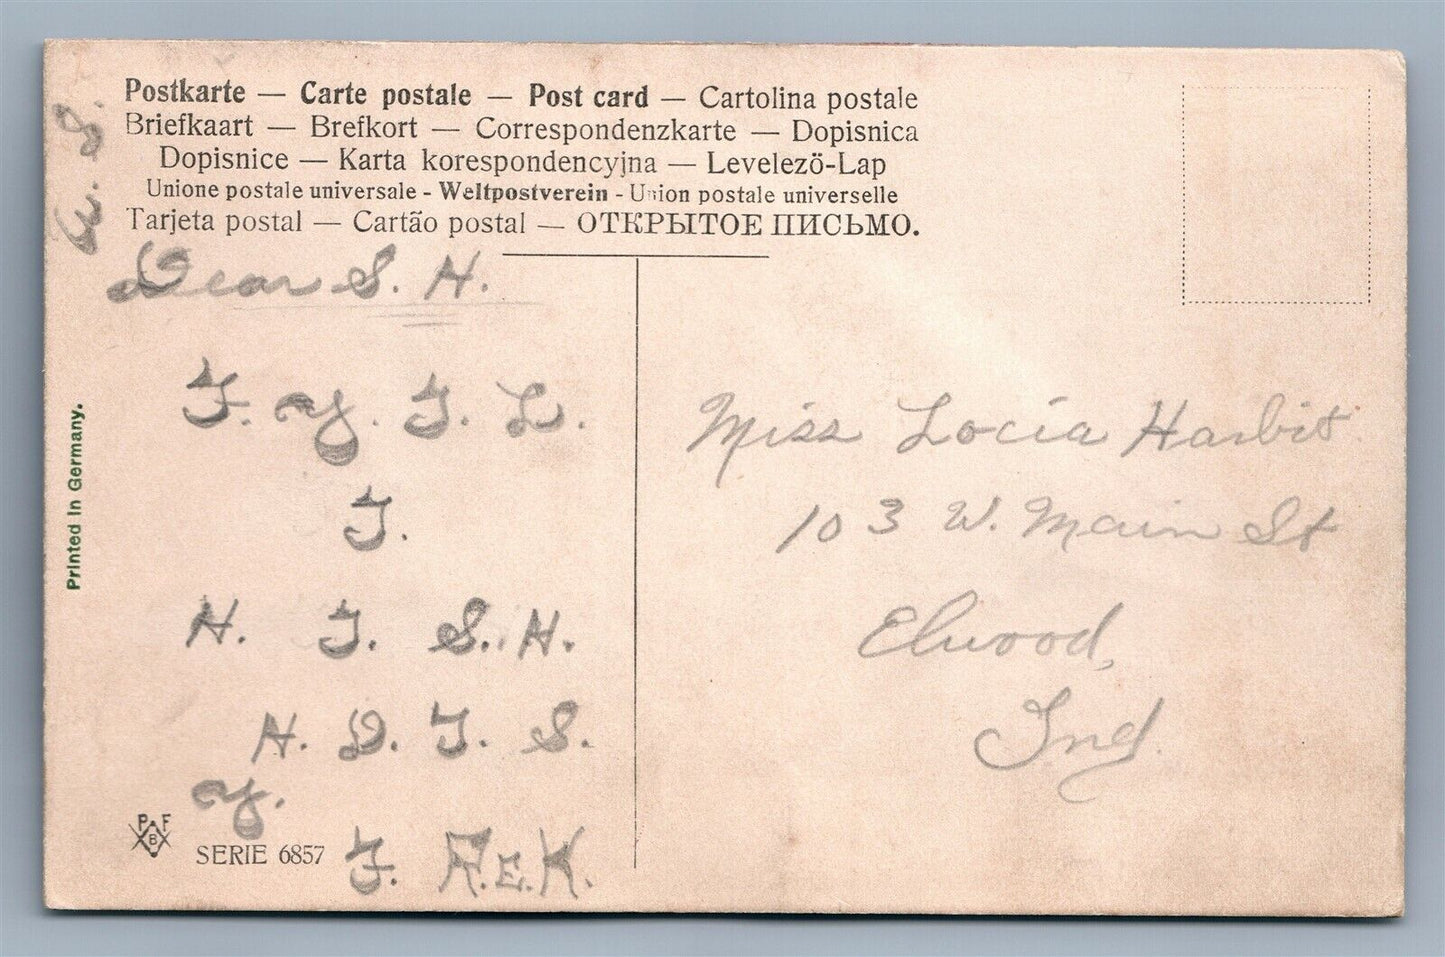 Postkarte — Carte postale — Post card — Cartolina postale
Briefkaart — Brefkort — Correspondenzkarte — Dopisnica
Dopisnice — Karta korespondencyjna — Levelezö-Lap
Unione postale universale - Weltpostverein - Union postale universelle
Tarjeta postal — Cartão postal — ОТКРЫТОЕ ПИСЬМО.
Dear S. H.
Y. L.
H. S. H.
H. D. S.
Y.
F. E. K.
Printed in Germany.
P F B
SERIE 6857
Miss Locia Harbit
103 W. Main St
Elwood,
Ind.